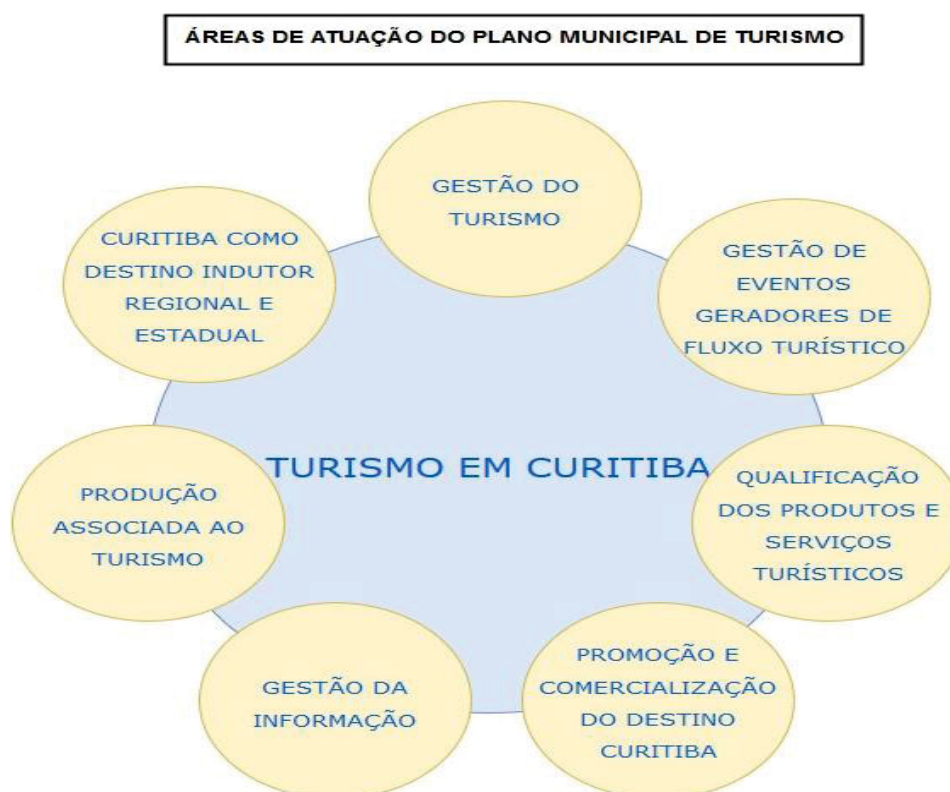 ÁREAS DE ATUAÇÃO DO PLANO MUNICIPAL DE TURISMO
GESTÃO DO
TURISMO
CURITIBA COMO
DESTINO INDUTOR
REGIONAL E
ESTADUAL
GESTÃO DE
EVENTOS
GERADORES DE
FLUXO TURÍSTICO
TURISMO EM CURITIBA
PRODUÇÃO
ASSOCIADA AO
TURISMO
QUALIFICAÇÃO
DOS PRODUTOS E
SERVIÇOS
TURÍSTICOS
GESTÃO DA
INFORMAÇÃO
PROMOÇÃO E
COMERCIALIZAÇÃO
DO DESTINO
CURITIBA